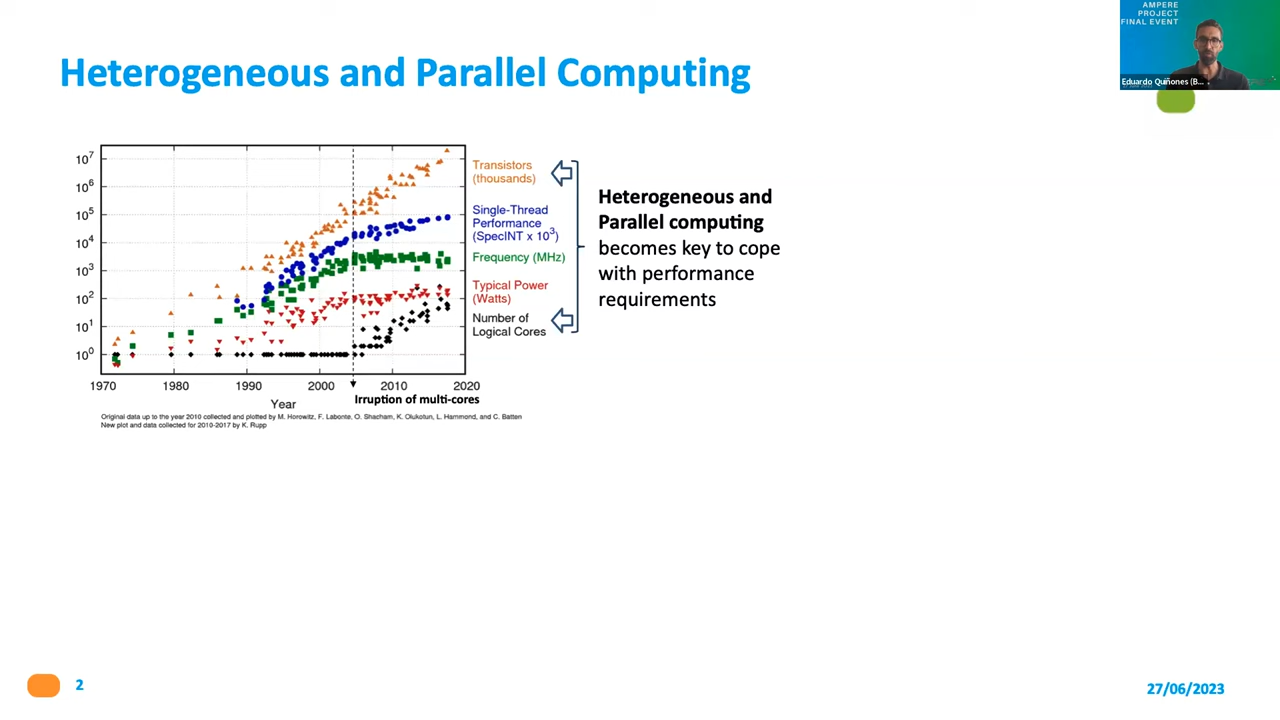 AMPERE
PROJECT
FINAL EVENT
Eduardo Quiñones (B...
Heterogeneous and Parallel Computing
10⁷
10⁶
10⁵
10⁴
10³
10²
10¹
10⁰
1970 1980 1990 2000 2010 2020
Year
Irruption of multi-cores
Transistors
(thousands)
Single-Thread
Performance
(SpecINT x 10³)
Frequency (MHz)
Typical Power
(Watts)
Number of
Logical Cores
Original data up to the year 2010 collected and plotted by M. Horowitz, F. Labonte, O. Shacham, K. Olukotun, L. Hammond, and C. Batten
New plot and data collected for 2010-2017 by K. Rupp
Heterogeneous and
Parallel computing
becomes key to cope
with performance
requirements
2
27/06/2023